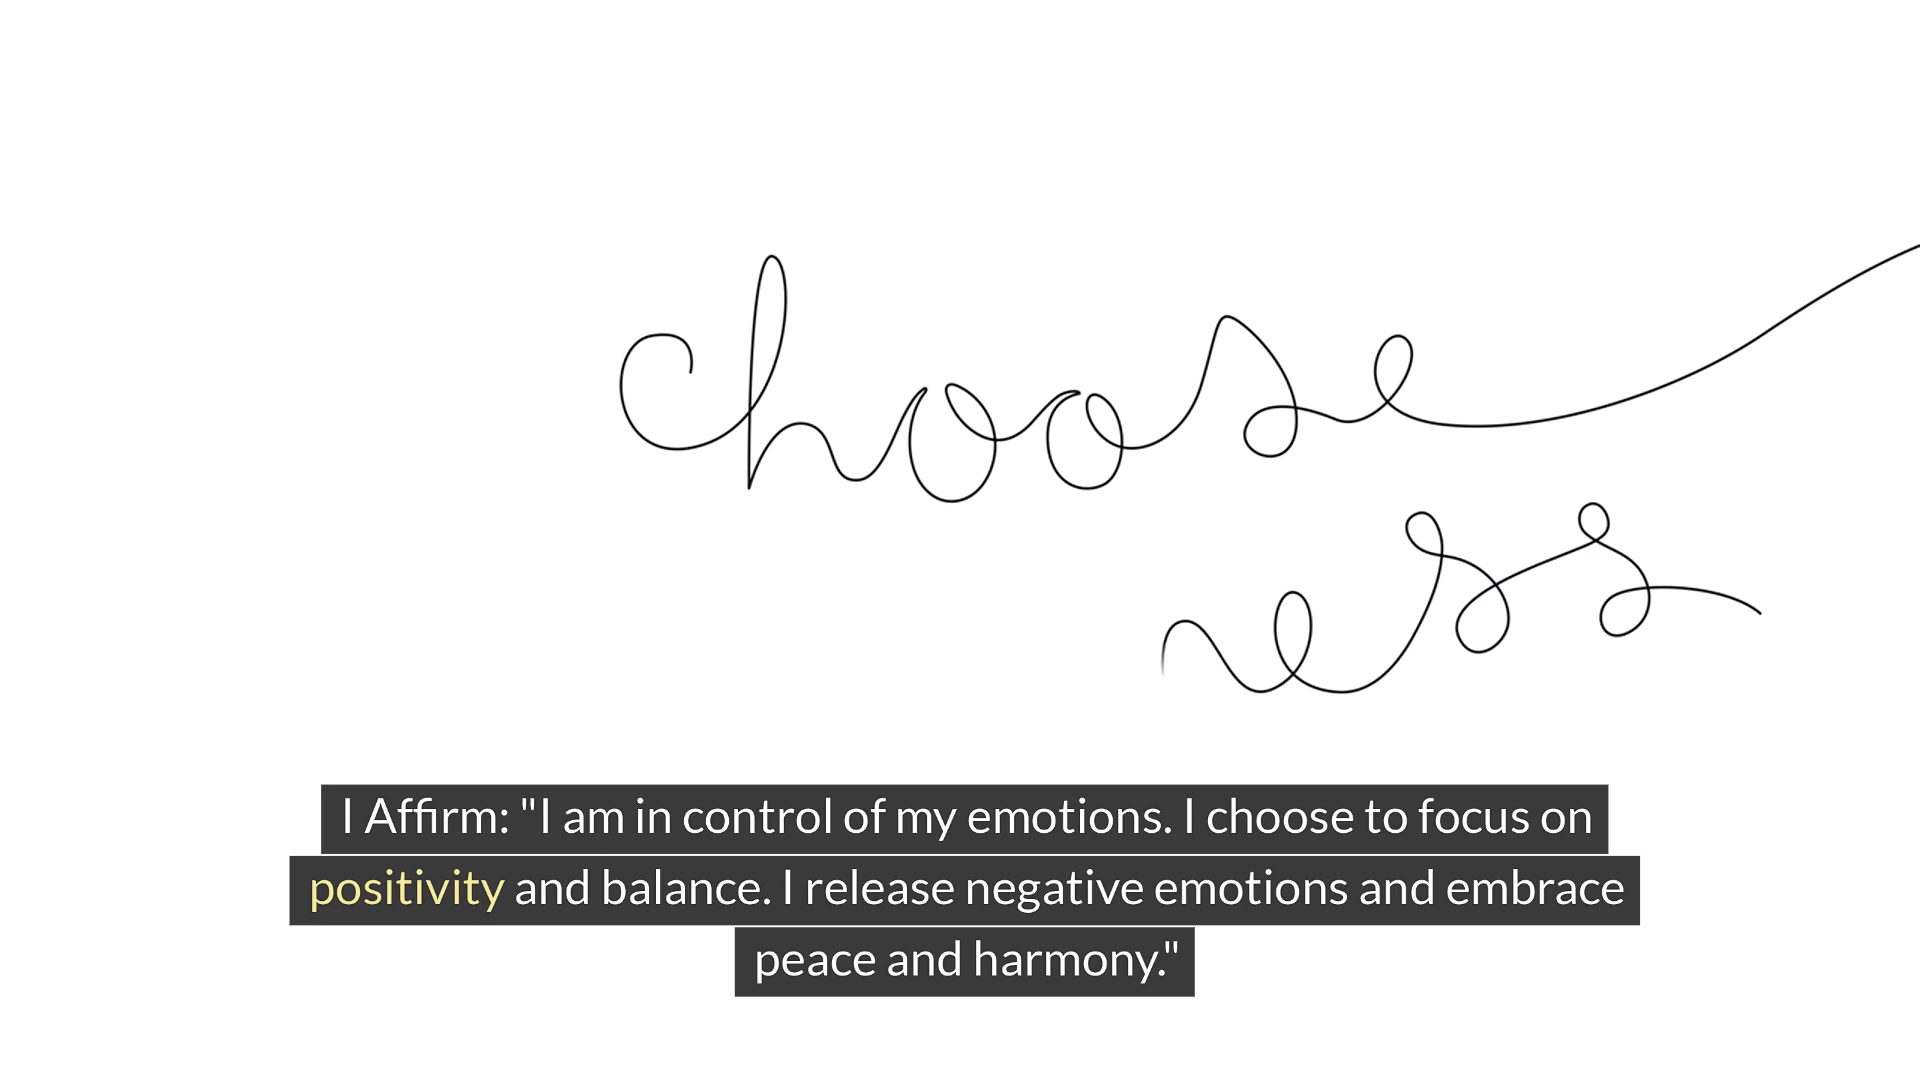 choose
ess
I Affirm: "I am in control of my emotions. I choose to focus on
positivity and balance. I release negative emotions and embrace
peace and harmony."